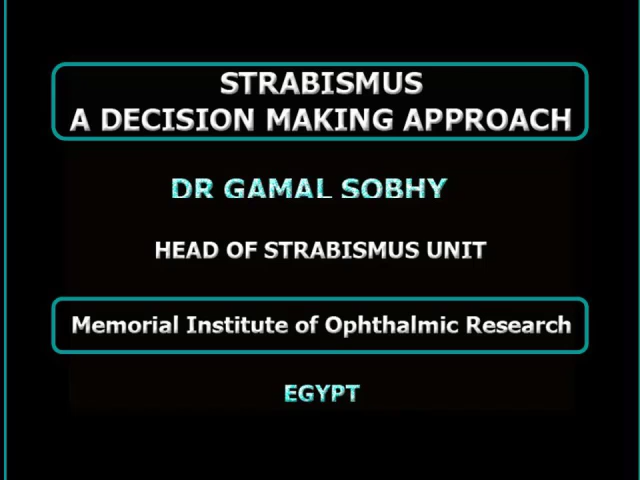 STRABISMUS
A DECISION MAKING APPROACH
DR GAMAL SOBHY
HEAD OF STRABISMUS UNIT
Memorial Institute of Ophthalmic Research
EGYPT